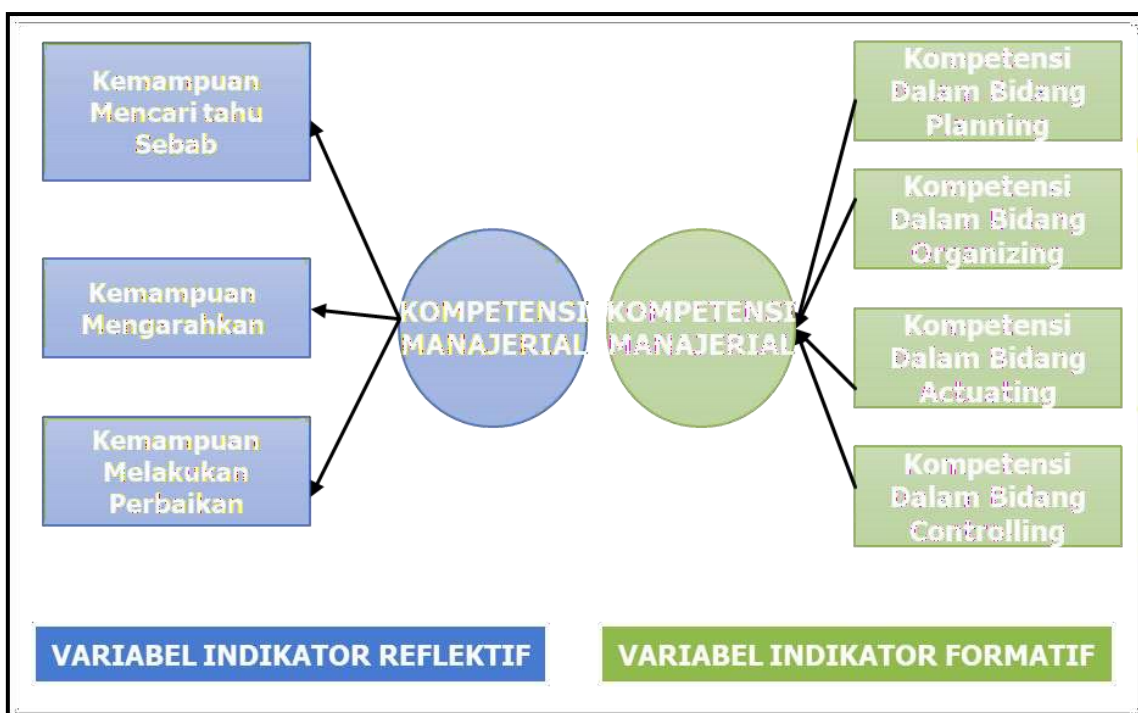 Kemampuan
Mencari tahu
Sebab
Kemampuan
Mengarahkan
Kemampuan
Melakukan
Perbaikan
KOMPETENSI
MANAJERIAL
KOMPETENSI
MANAJERIAL
Kompetensi
Dalam Bidang
Planning
Kompetensi
Dalam Bidang
Organizing
Kompetensi
Dalam Bidang
Actuating
Kompetensi
Dalam Bidang
Controlling
VARIABEL INDIKATOR REFLEKTIF
VARIABEL INDIKATOR FORMATIF